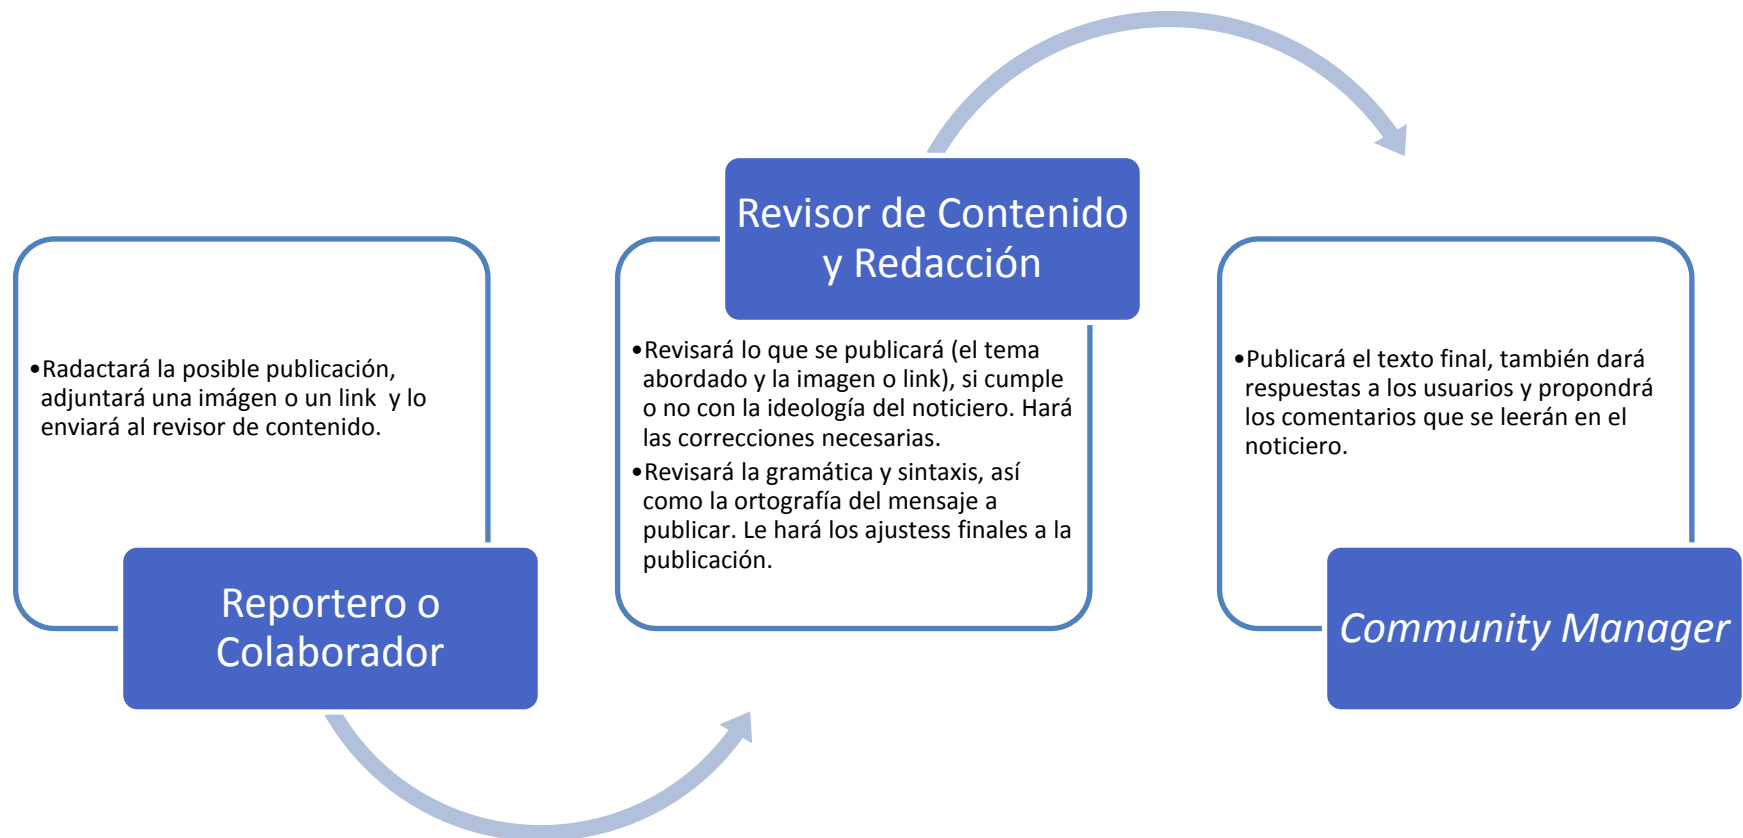 •Radactará la posible publicación,
adjuntará una imágen o un link y lo
enviará al revisor de contenido.
Reportero o
Colaborador
Revisor de Contenido
y Redacción
•Revisará lo que se publicará (el tema
abordado y la imagen o link), si cumple
o no con la ideología del noticiero. Hará
las correcciones necesarias.
•Revisará la gramática y sintaxis, así
como la ortografía del mensaje a
publicar. Le hará los ajustess finales a la
publicación.
•Publicará el texto final, también dará
respuestas a los usuarios y propondrá
los comentarios que se leerán en el
noticiero.
Community Manager